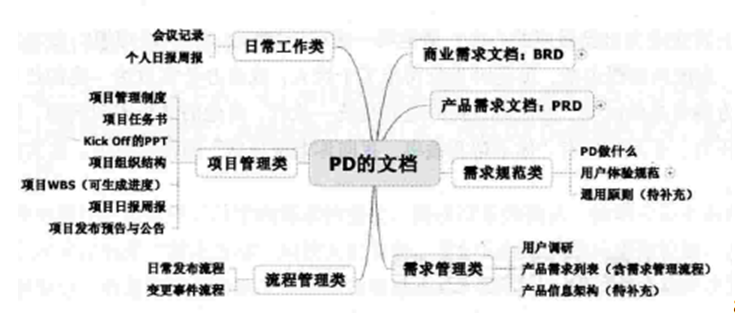 PD的文档
日常工作类
会议记录
个人日报周报
项目管理类
项目管理制度
项目任务书
Kick Off的PPT
项目组织结构
项目WBS（可生成进度）
项目日报周报
项目发布预告与公告
流程管理类
日常发布流程
变更事件流程
商业需求文档：BRD
产品需求文档：PRD
需求规范类
PD做什么
用户体验规范
通用原则（待补充）
需求管理类
用户调研
产品需求列表（含需求管理流程）
产品信息架构（待补充）